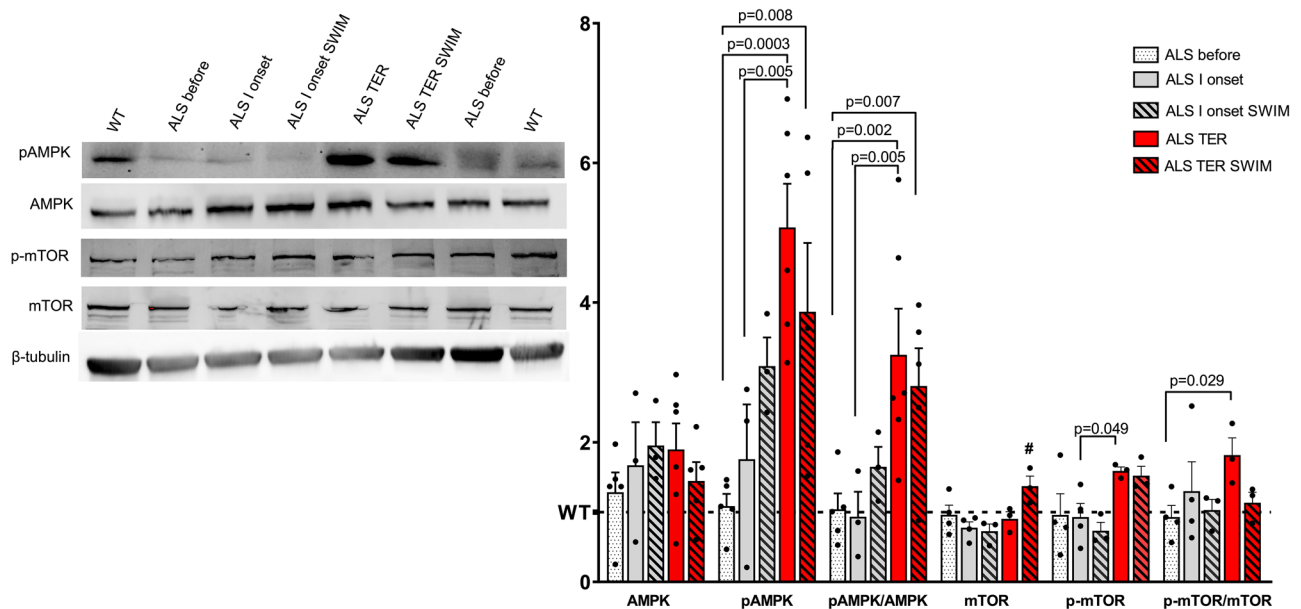 WT
ALS before
ALS I onset
ALS I onset SWIM
ALS TER
ALS TER SWIM
ALS before
WT
pAMPK
AMPK
p-mTOR
mTOR
β-tubulin
8
6
4
2
WT
0
p=0.008
p=0.0003
p=0.005
p=0.007
p=0.002
p=0.005
#
p=0.049
p=0.029
ALS before
ALS I onset
ALS I onset SWIM
ALS TER
ALS TER SWIM
AMPK
pAMPK
pAMPK/AMPK
mTOR
p-mTOR
p-mTOR/mTOR